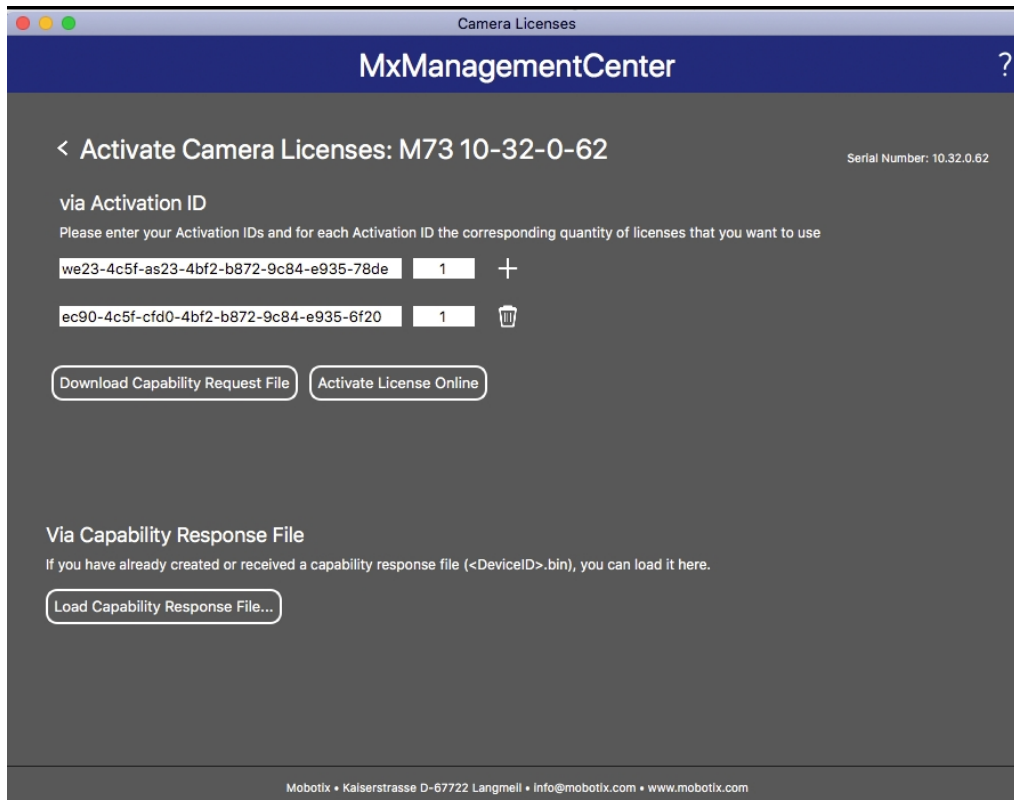 Camera Licenses
MxManagementCenter
?
< Activate Camera Licenses: M73 10-32-0-62
Serial Number: 10.32.0.62
via Activation ID
Please enter your Activation IDs and for each Activation ID the corresponding quantity of licenses that you want to use
we23-4c5f-as23-4bf2-b872-9c84-e935-78de 1 +
ec90-4c5f-cfd0-4bf2-b872-9c84-e935-6f20 1
Download Capability Request File Activate License Online
Via Capability Response File
If you have already created or received a capability response file (<DeviceID>.bin), you can load it here.
Load Capability Response File...
Mobotix • Kaiserstrasse D-67722 Langmeil • info@mobotix.com • www.mobotix.com